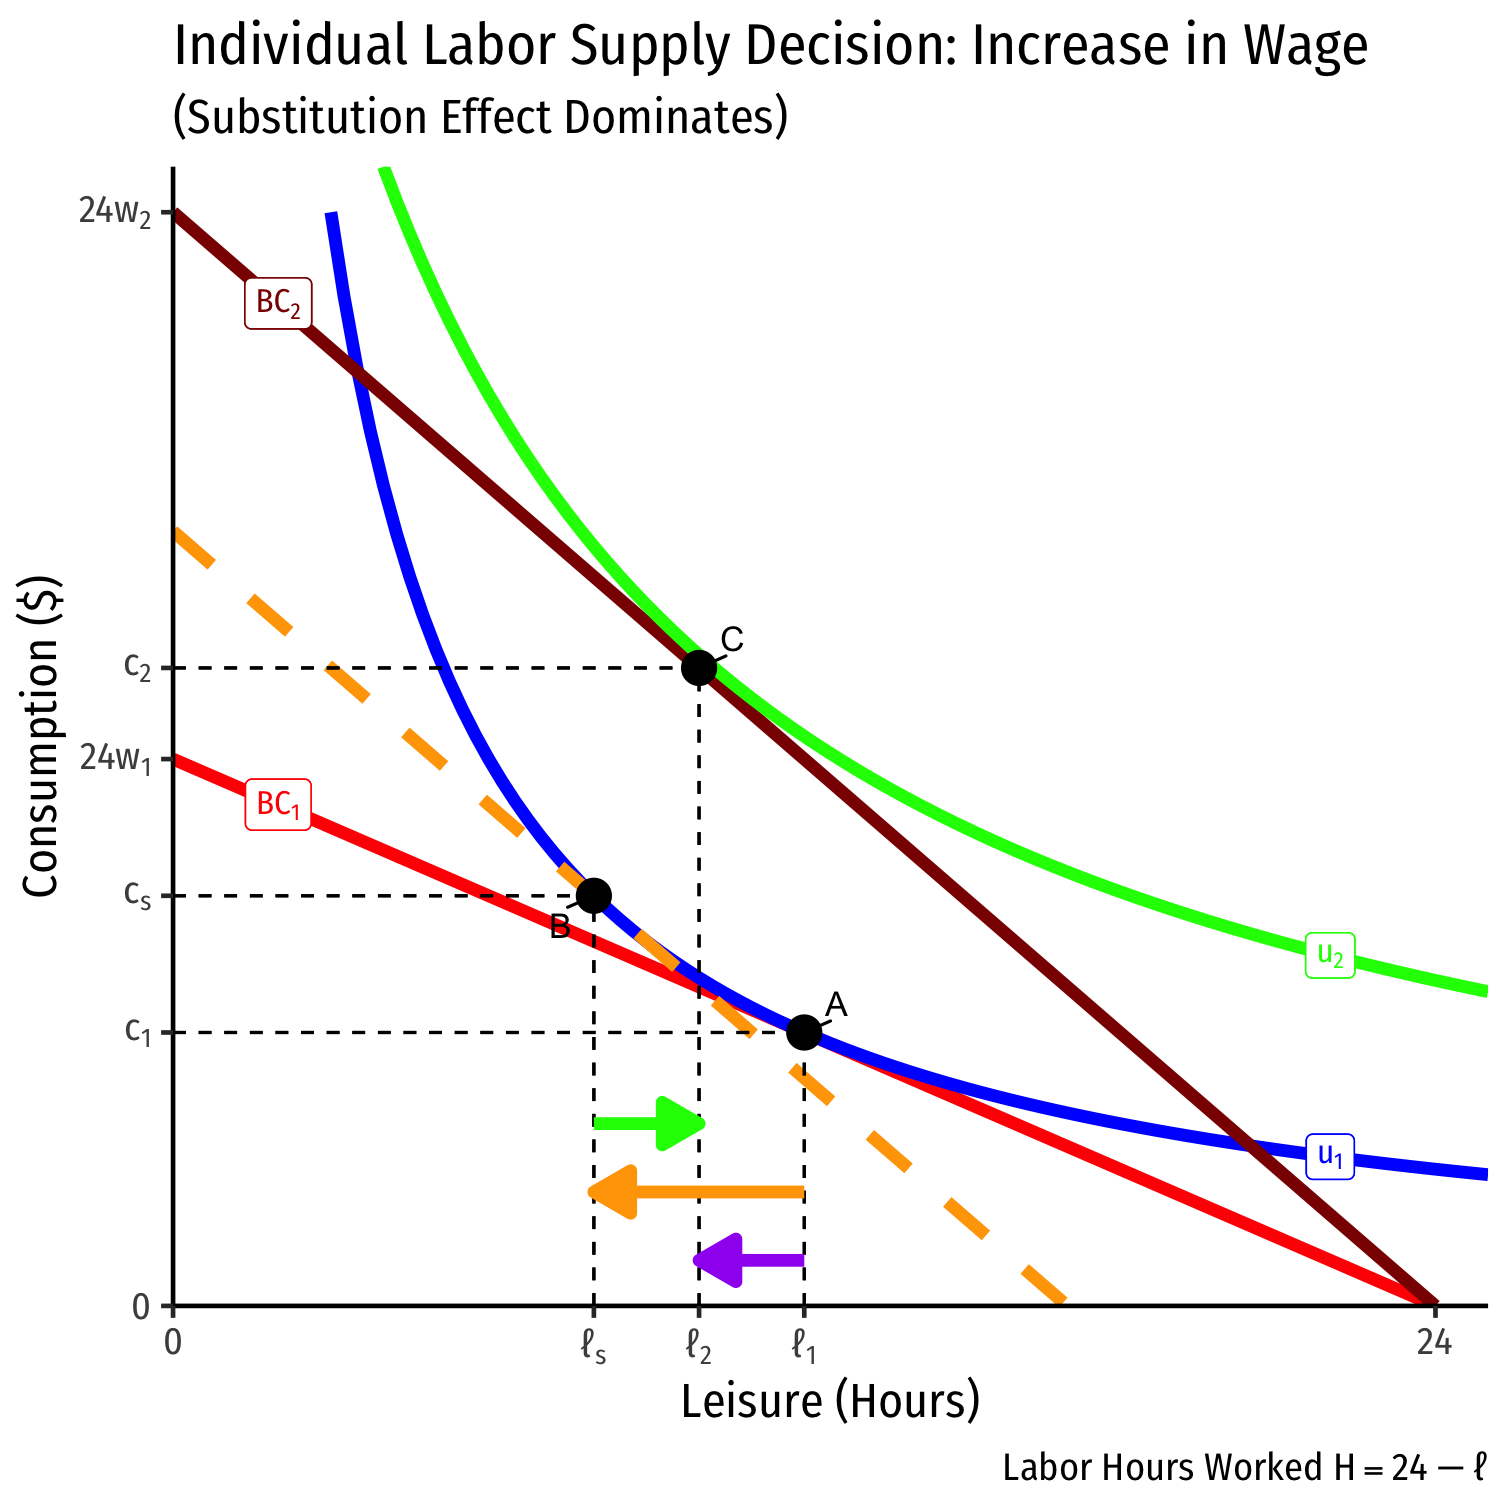 Individual Labor Supply Decision: Increase in Wage
(Substitution Effect Dominates)
24w₂
BC₂
C
c₂
24w₁
BC₁
cₛ
B
u₂
A
c₁
u₁
0
0
ℓₛ
ℓ₂
ℓ₁
24
Consumption ($)
Leisure (Hours)
Labor Hours Worked H = 24 − ℓ